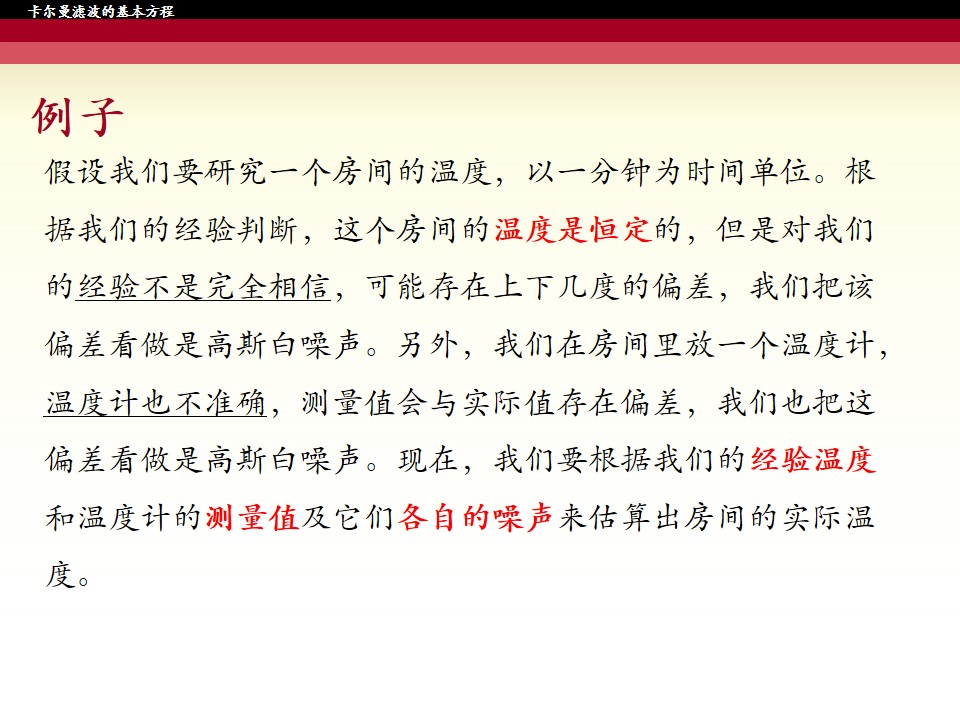 卡尔曼滤波的基本方程
例子
假设我们要研究一个房间的温度，以一分钟为时间单位。根
据我们的经验判断，这个房间的温度是恒定的，但是对我们
的经验不是完全相信，可能存在上下几度的偏差，我们把该
偏差看做是高斯白噪声。另外，我们在房间里放一个温度计，
温度计也不准确，测量值会与实际值存在偏差，我们也把这
偏差看做是高斯白噪声。现在，我们要根据我们的经验温度
和温度计的测量值及它们各自的噪声来估算出房间的实际温
度。